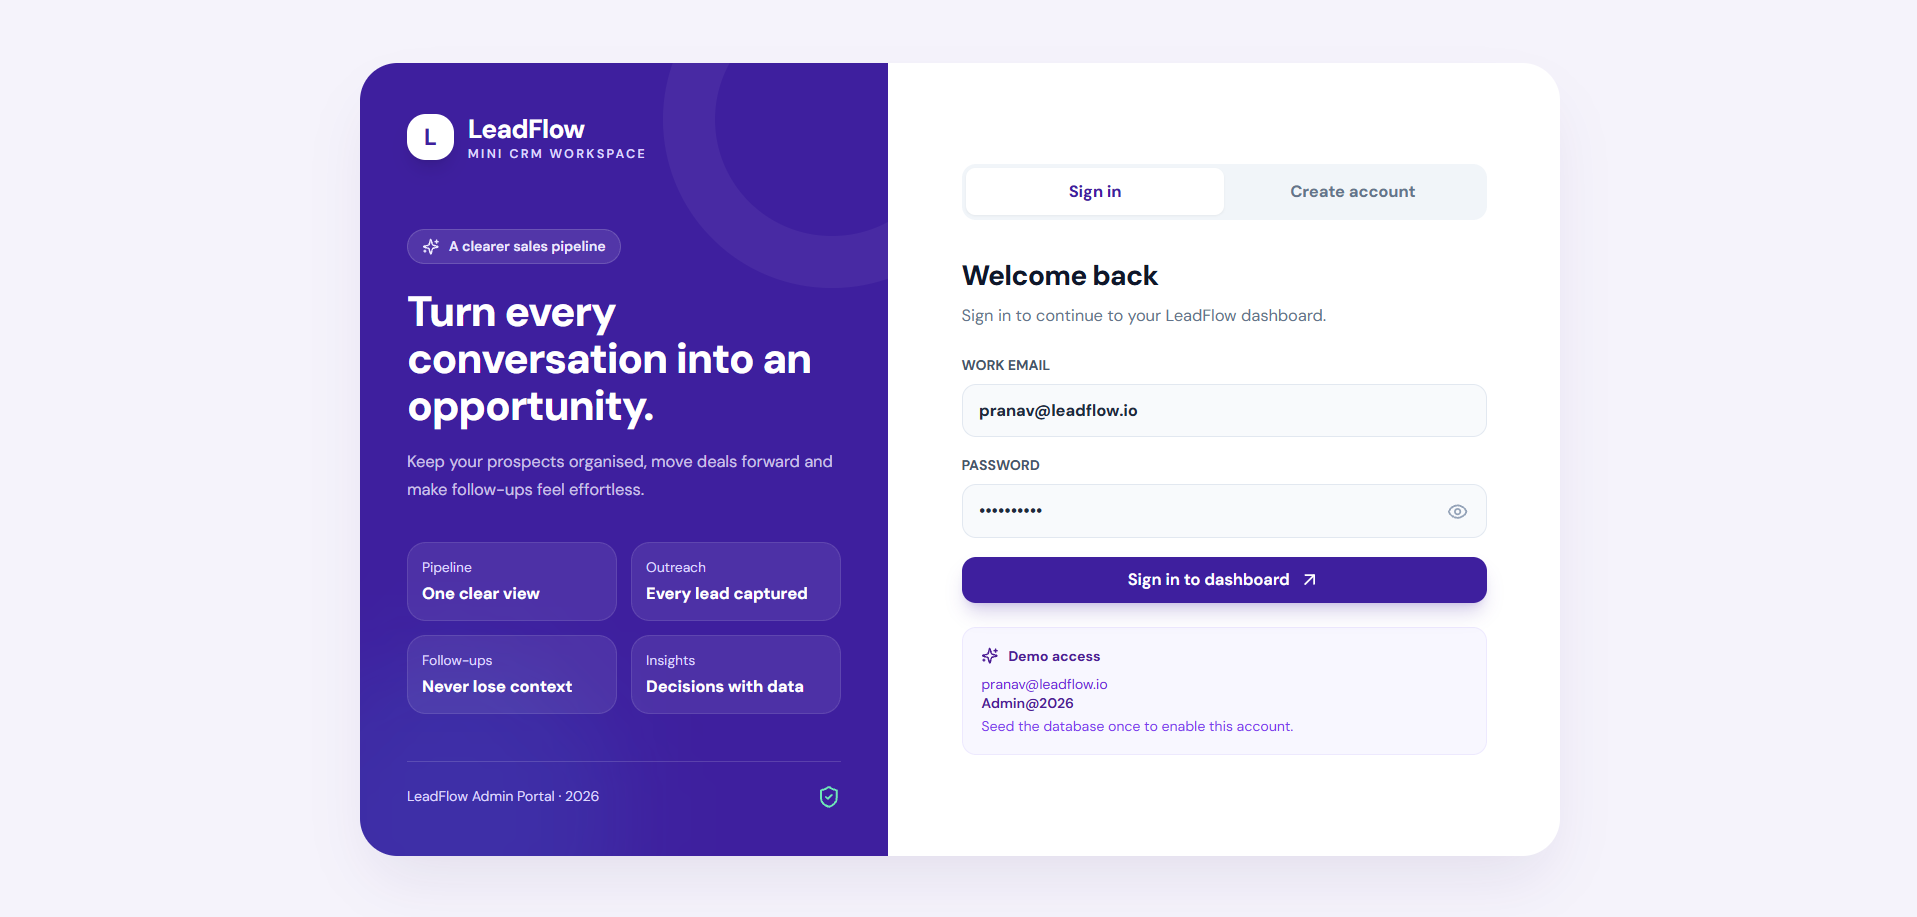 L
LeadFlow
MINI CRM WORKSPACE
A clearer sales pipeline
Turn every
conversation into an
opportunity.
Keep your prospects organised, move deals forward and
make follow-ups feel effortless.
Pipeline
One clear view
Outreach
Every lead captured
Follow-ups
Never lose context
Insights
Decisions with data
LeadFlow Admin Portal · 2026
Sign in
Create account
Welcome back
Sign in to continue to your LeadFlow dashboard.
WORK EMAIL
pranav@leadflow.io
PASSWORD
••••••••••
Sign in to dashboard
Demo access
pranav@leadflow.io
Admin@2026
Seed the database once to enable this account.